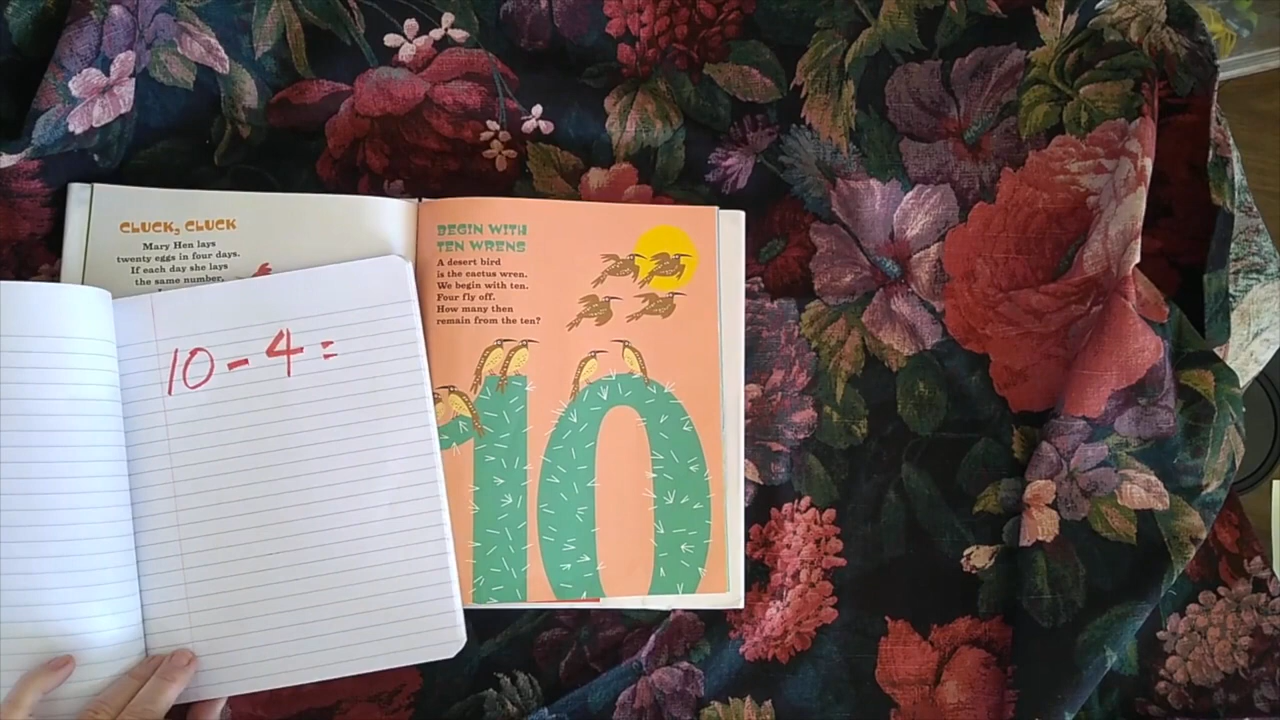 CLUCK, CLUCK
Mary Hen lays
twenty eggs in four days.
If each day she lays
the same number,
BEGIN WITH
TEN WRENS
A desert bird
is the cactus wren.
We begin with ten.
Four fly off.
How many then
remain from the ten?
10 - 4 =
10